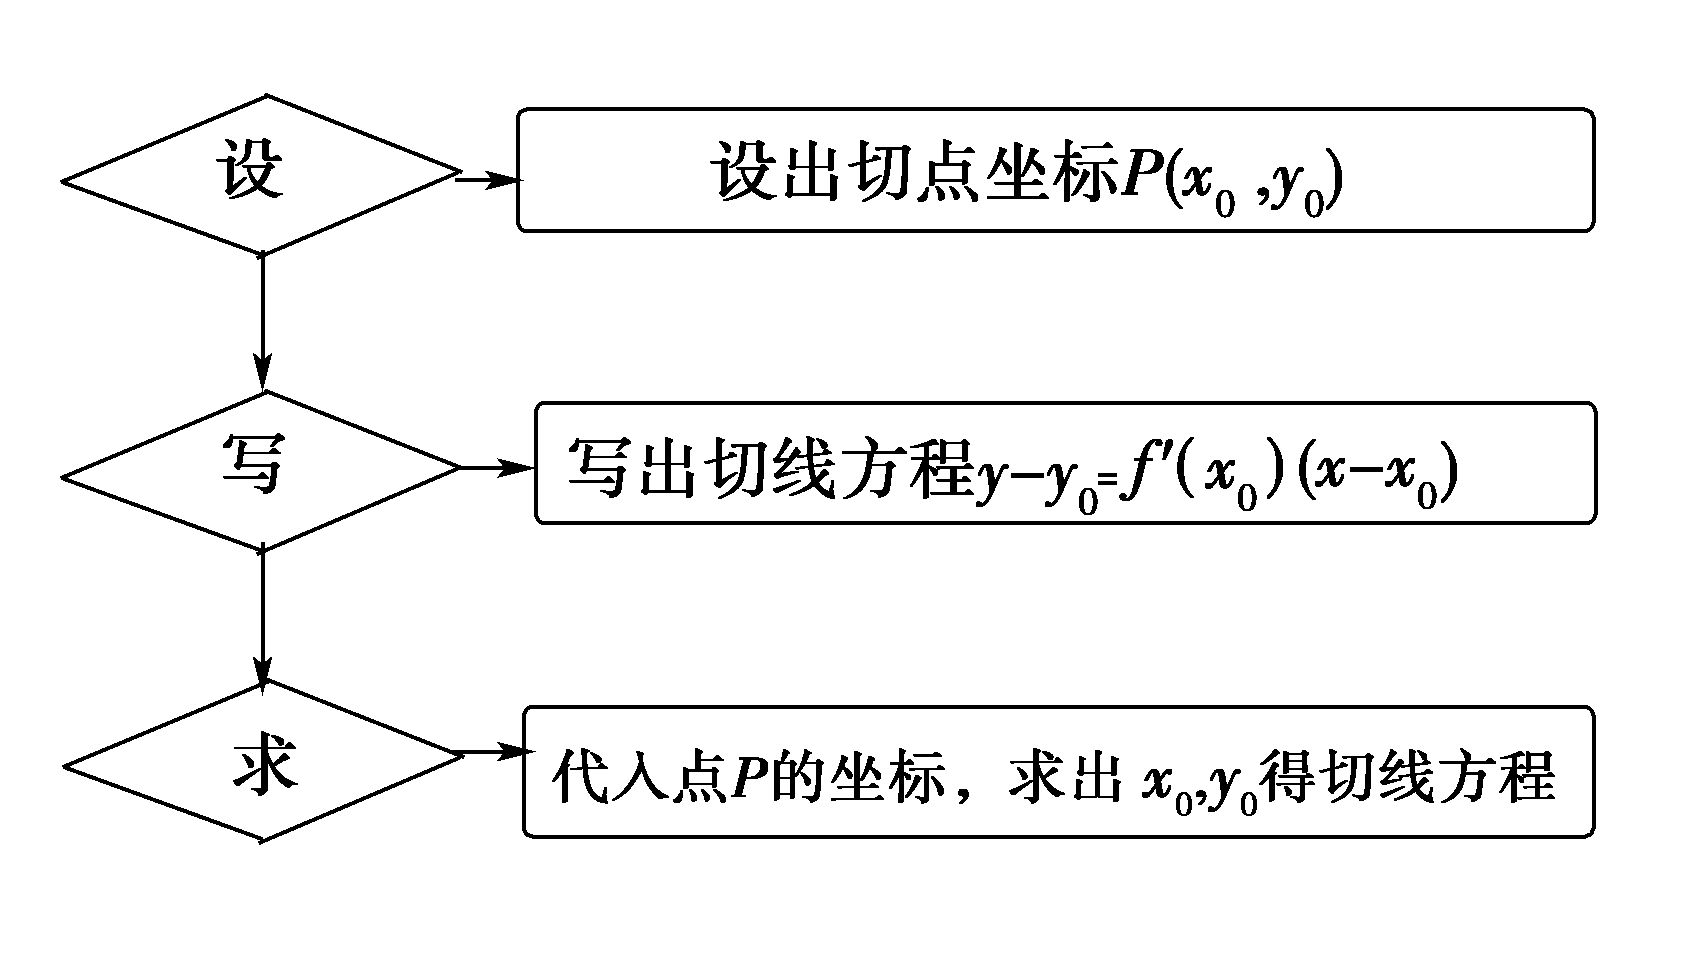 设
设出切点坐标P(x₀ ,y₀)
写
写出切线方程y-y₀=f′(x₀)(x-x₀)
求
代入点P的坐标，求出 x₀,y₀得切线方程